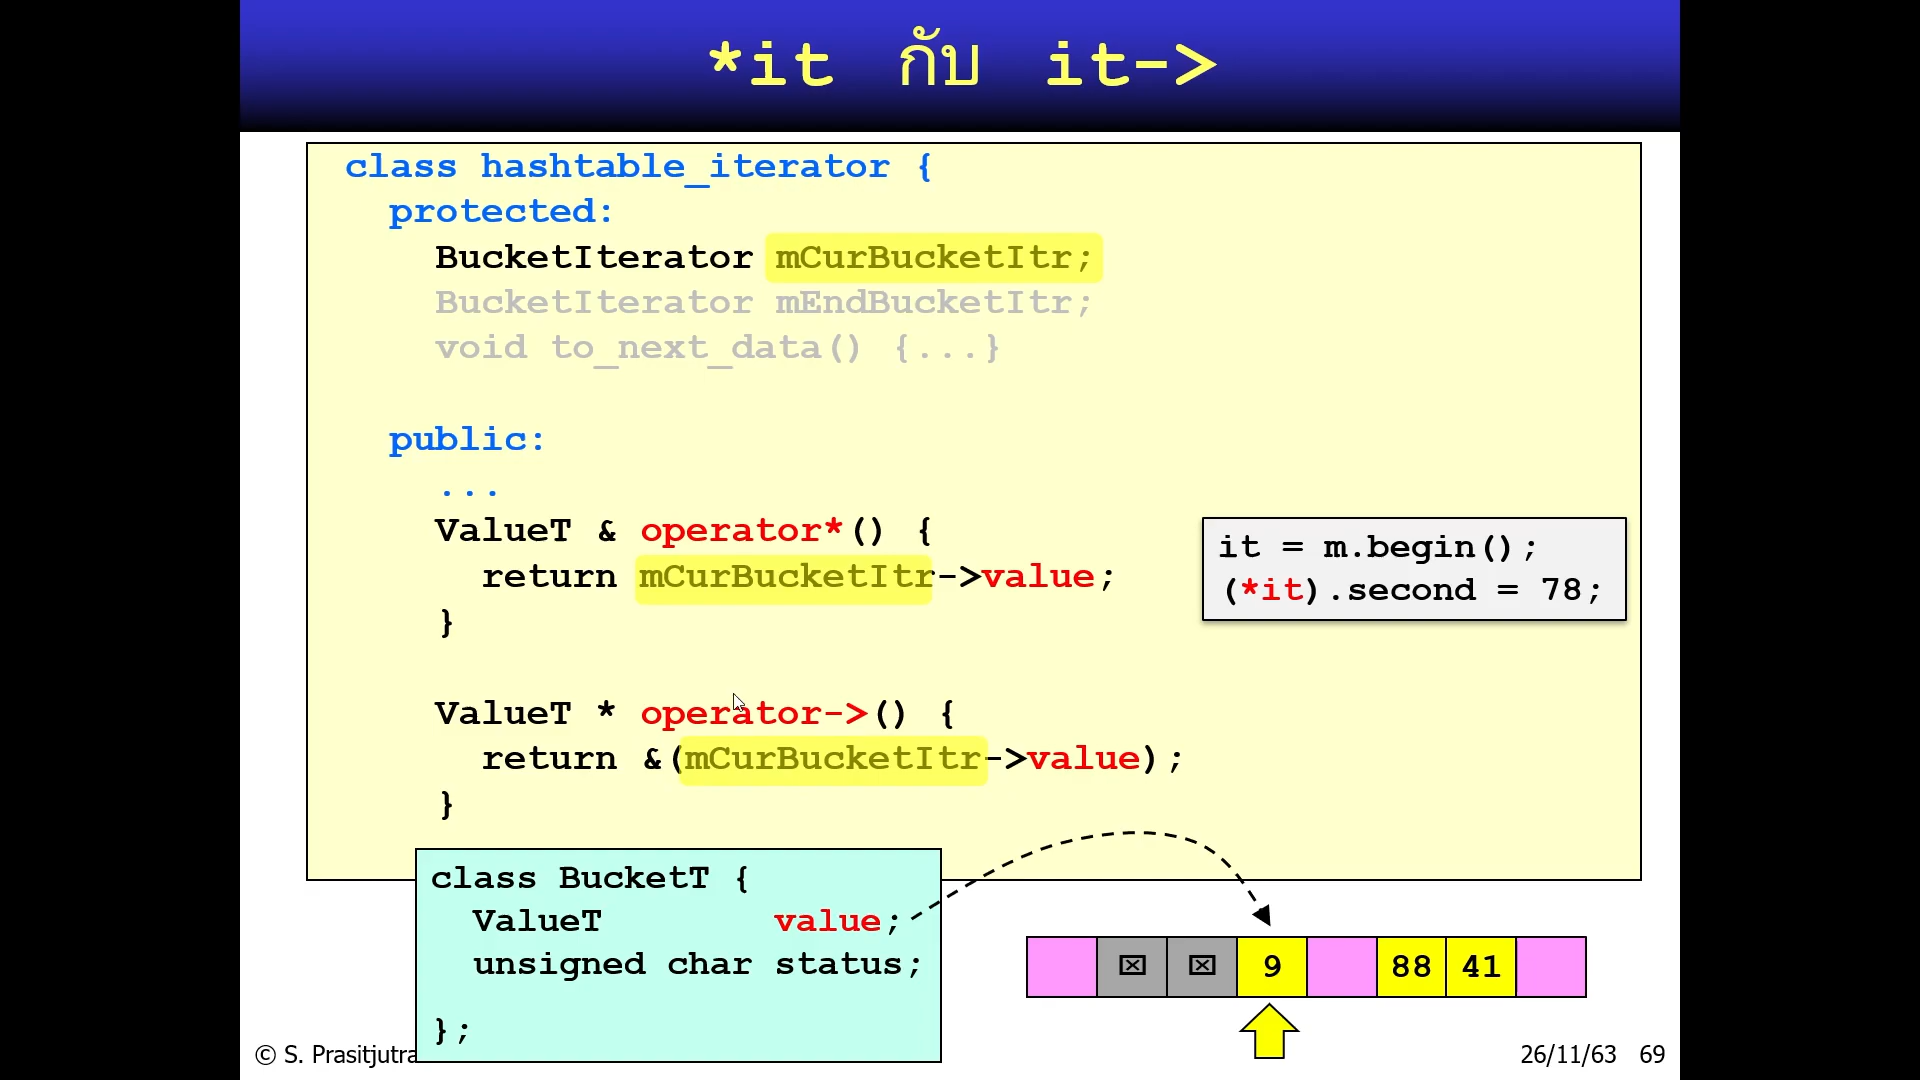 *it กับ it->
class hashtable_iterator {
protected:
BucketIterator mCurBucketItr;
BucketIterator mEndBucketItr;
void to_next_data() {...}
public:
...
ValueT & operator*() {
return mCurBucketItr->value;
}
it = m.begin();
(*it).second = 78;
ValueT * operator->() {
return &(mCurBucketItr->value);
}
class BucketT {
ValueT value;
unsigned char status;
};
☒ ☒ 9 88 41
© S. Prasitjutra
26/11/63 69